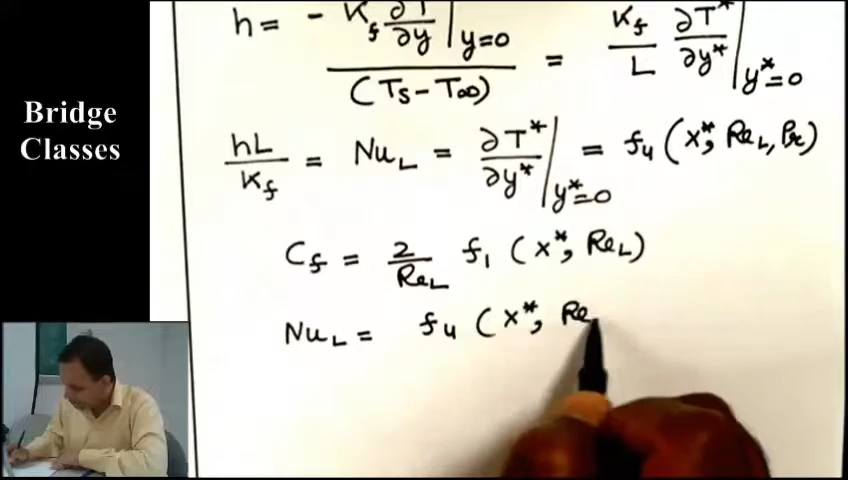 Bridge
Classes
h = - K_f ∂T/∂y |_{y=0} / (T_s - T_∞) = K_f/L ∂T*/∂y* |_{y*=0}
hL/K_f = Nu_L = ∂T*/∂y* |_{y*=0} = f_4 (x*, Re_L, Pr)
C_f = 2/Re_L f_1 (x*, Re_L)
Nu_L = f_4 (x*, Re